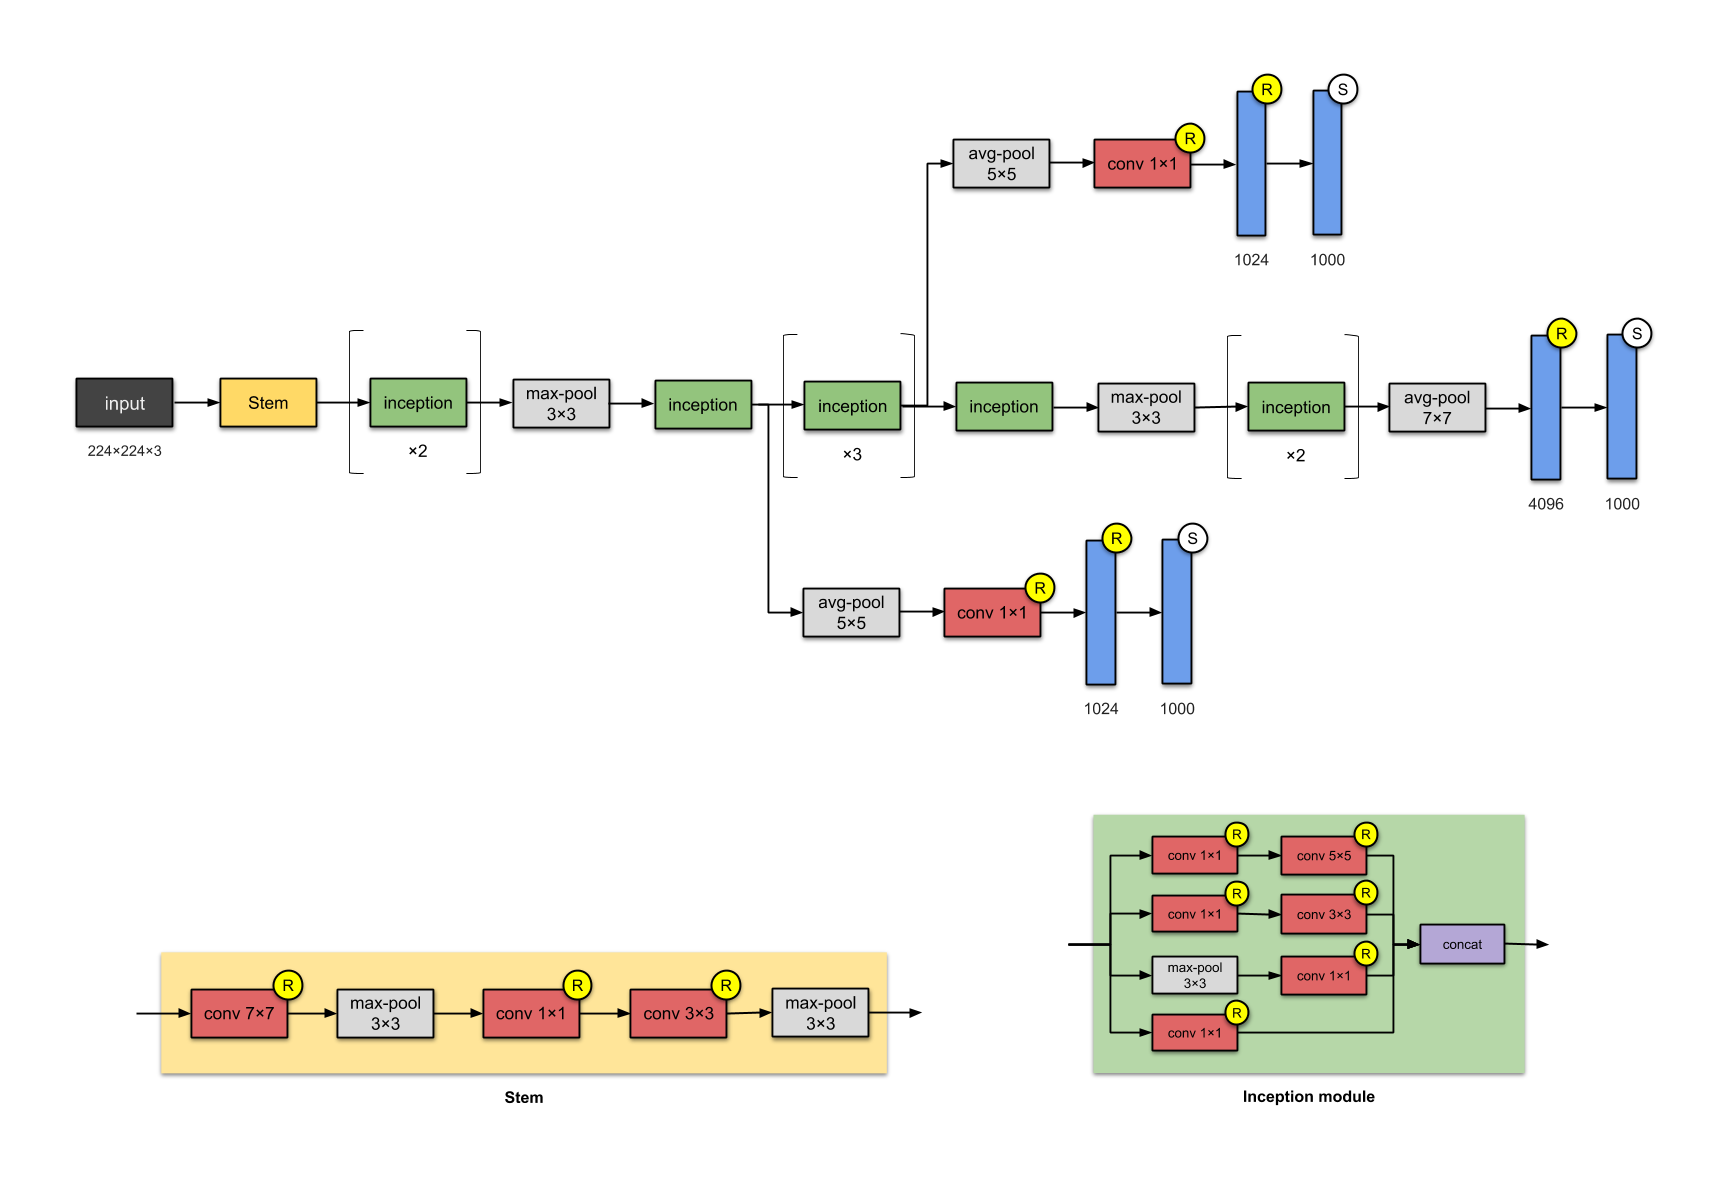 R
S
avg-pool
5×5
conv 1×1
R
1024
1000
input
224×224×3
Stem
inception
×2
max-pool
3×3
inception
inception
×3
inception
max-pool
3×3
inception
×2
avg-pool
7×7
R
S
4096
1000
avg-pool
5×5
conv 1×1
R
R
S
1024
1000
conv 7×7
R
max-pool
3×3
conv 1×1
R
conv 3×3
R
max-pool
3×3
Stem
conv 1×1
R
conv 5×5
R
conv 1×1
R
conv 3×3
R
max-pool
3×3
conv 1×1
R
conv 1×1
R
concat
Inception module